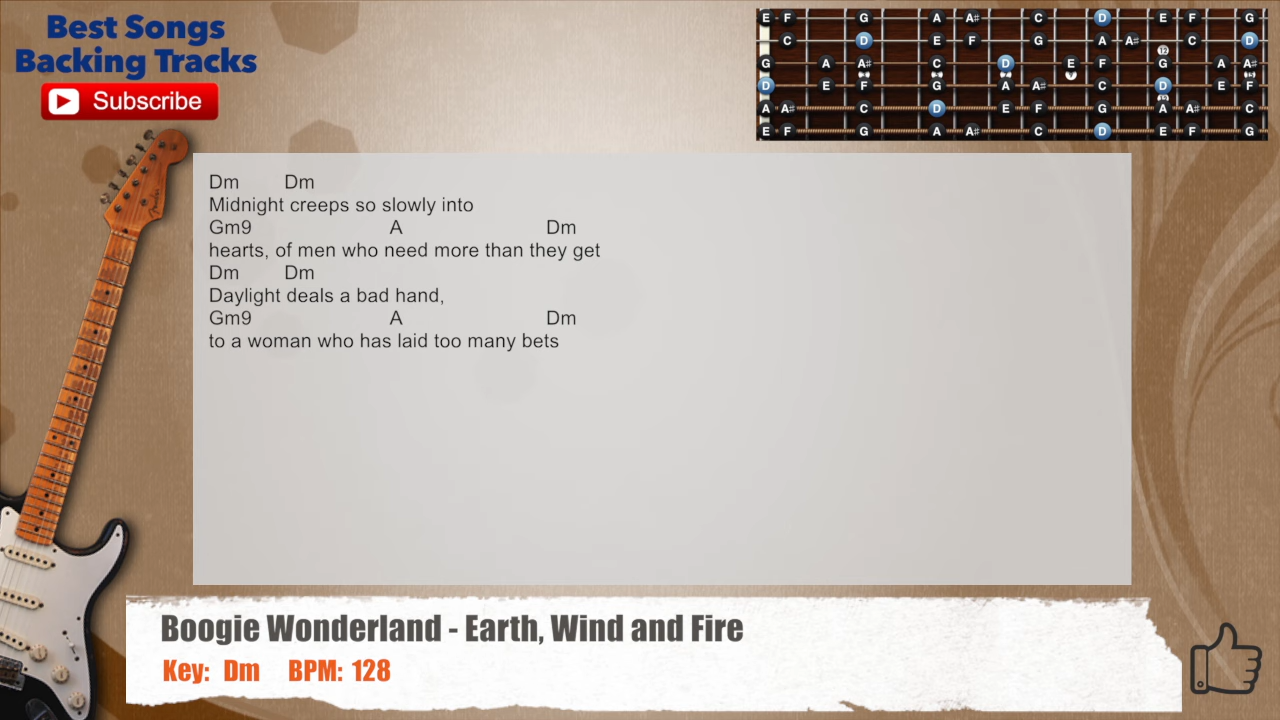 Best Songs
Backing Tracks
Subscribe
E F G A A# C D E F G
C D E F G A A# C D
G A A# C D E F G A A#
D E F G A A# C D E F
A A# C D E F G A A# C
E F G A A# C D E F G
Dm Dm
Midnight creeps so slowly into
Gm9 A Dm
hearts, of men who need more than they get
Dm Dm
Daylight deals a bad hand,
Gm9 A Dm
to a woman who has laid too many bets
Boogie Wonderland - Earth, Wind and Fire
Key: Dm BPM: 128